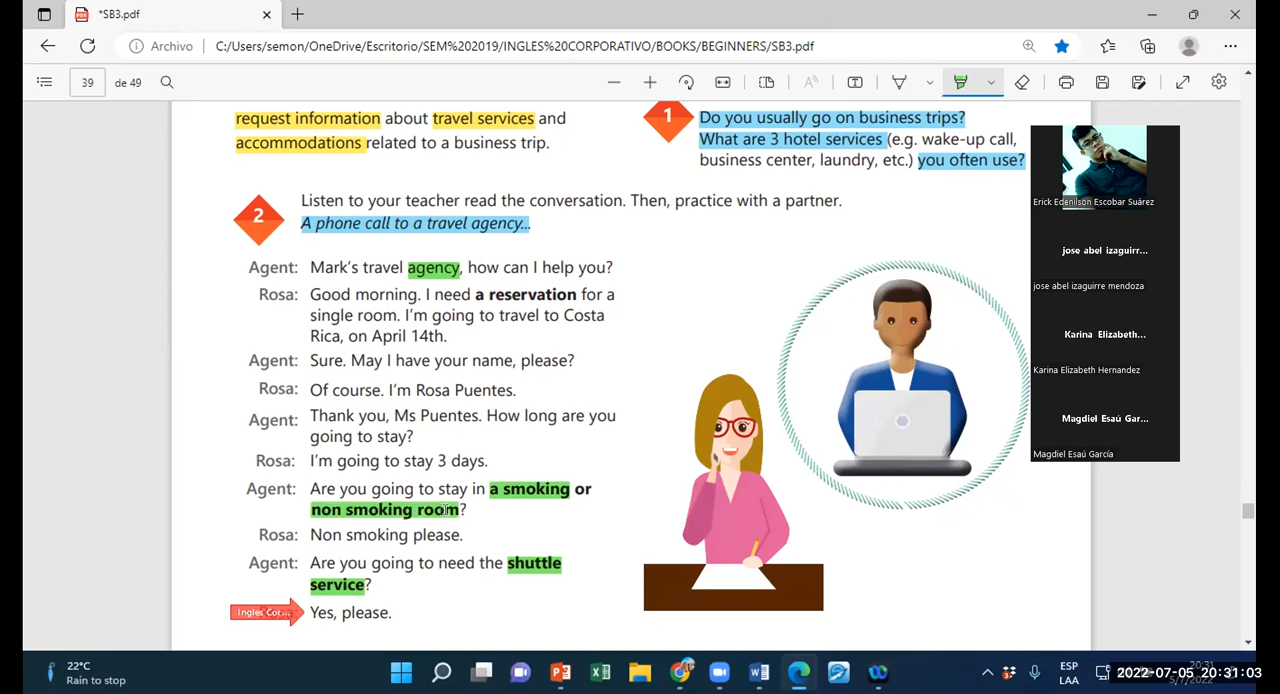 *SB3.pdf
Archivo
C:/Users/semon/OneDrive/Escritorio/SEM%202019/INGLES%20CORPORATIVO/BOOKS/BEGINNERS/SB3.pdf
39 de 49
request information about travel services and
accommodations related to a business trip.
1
Do you usually go on business trips?
What are 3 hotel services (e.g. wake-up call,
business center, laundry, etc.) you often use?
2
Listen to your teacher read the conversation. Then, practice with a partner.
A phone call to a travel agency...
Agent: Mark's travel agency, how can I help you?
Rosa: Good morning. I need a reservation for a
single room. I'm going to travel to Costa
Rica, on April 14th.
Agent: Sure. May I have your name, please?
Rosa: Of course. I'm Rosa Puentes.
Agent: Thank you, Ms Puentes. How long are you
going to stay?
Rosa: I'm going to stay 3 days.
Agent: Are you going to stay in a smoking or
non smoking room?
Rosa: Non smoking please.
Agent: Are you going to need the shuttle
service?
Ingles Cor... Yes, please.
Erick Edenilson Escobar Suárez
jose abel izaguirr...
jose abel izaguirre mendoza
Karina Elizabeth...
Karina Elizabeth Hernandez
Magdiel Esaú Gar...
Magdiel Esaú García
22°C
Rain to stop
ESP
LAA
2022-07-05 20:31:03